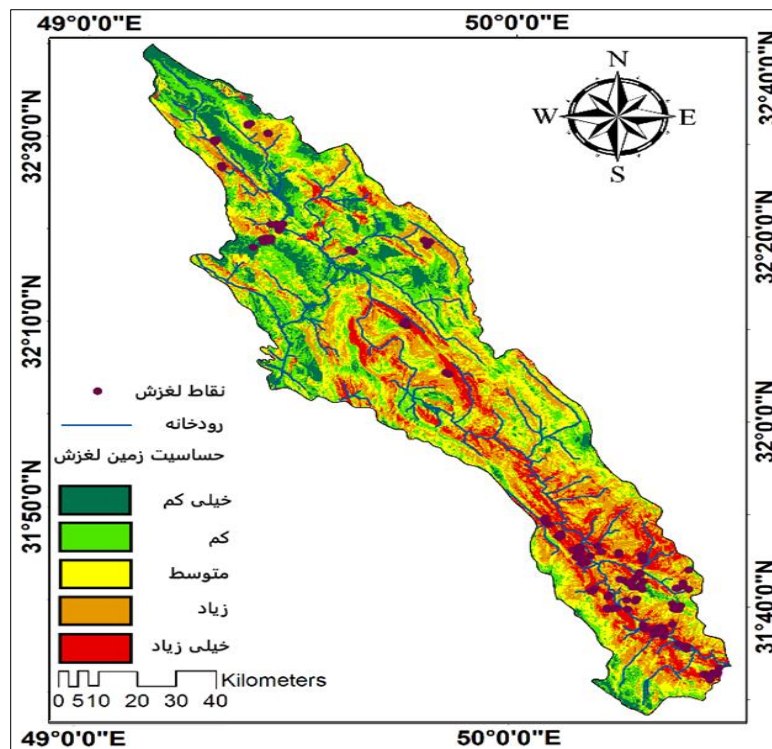 49°0'0"E 50°0'0"E
N
W E
S
32°30'0"N
32°10'0"N
31°50'0"N
32°40'0"N
32°20'0"N
32°0'0"N
31°40'0"N
نقاط لغزش
رودخانه
حساسیت زمین لغزش
خیلی کم
کم
متوسط
زیاد
خیلی زیاد
Kilometers
0 5 10 20 30 40
49°0'0"E 50°0'0"E